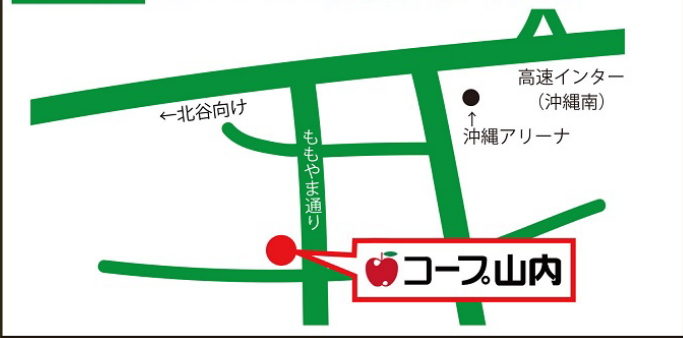 高速インター
（沖縄南）
←北谷向け
↑
沖縄アリーナ
ももやま通り
コープ山内